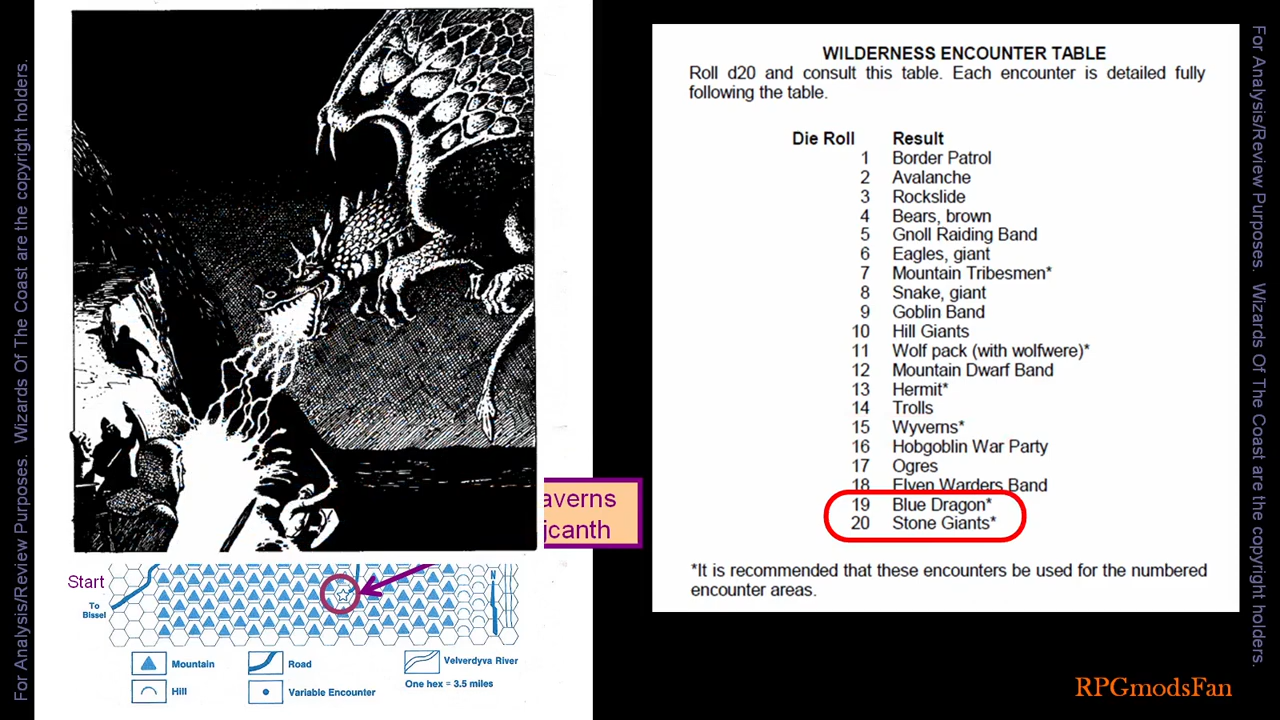 For Analysis/Review Purposes. Wizards Of The Coast are the copyright holders.
averns
jcanth
Start
To
Bissel
N
Mountain
Road
Velverdyva River
Hill
Variable Encounter
One hex = 3.5 miles
WILDERNESS ENCOUNTER TABLE
Roll d20 and consult this table. Each encounter is detailed fully
following the table.
Die Roll Result
1 Border Patrol
2 Avalanche
3 Rockslide
4 Bears, brown
5 Gnoll Raiding Band
6 Eagles, giant
7 Mountain Tribesmen*
8 Snake, giant
9 Goblin Band
10 Hill Giants
11 Wolf pack (with wolfwere)*
12 Mountain Dwarf Band
13 Hermit*
14 Trolls
15 Wyverns*
16 Hobgoblin War Party
17 Ogres
18 Elven Warders Band
19 Blue Dragon*
20 Stone Giants*
*It is recommended that these encounters be used for the numbered
encounter areas.
For Analysis/Review Purposes. Wizards Of The Coast are the copyright holders.
RPGmodsFan